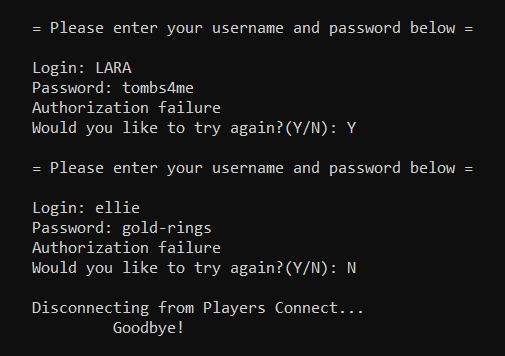 = Please enter your username and password below =
Login: LARA
Password: tombs4me
Authorization failure
Would you like to try again?(Y/N): Y
= Please enter your username and password below =
Login: ellie
Password: gold-rings
Authorization failure
Would you like to try again?(Y/N): N
Disconnecting from Players Connect...
Goodbye!